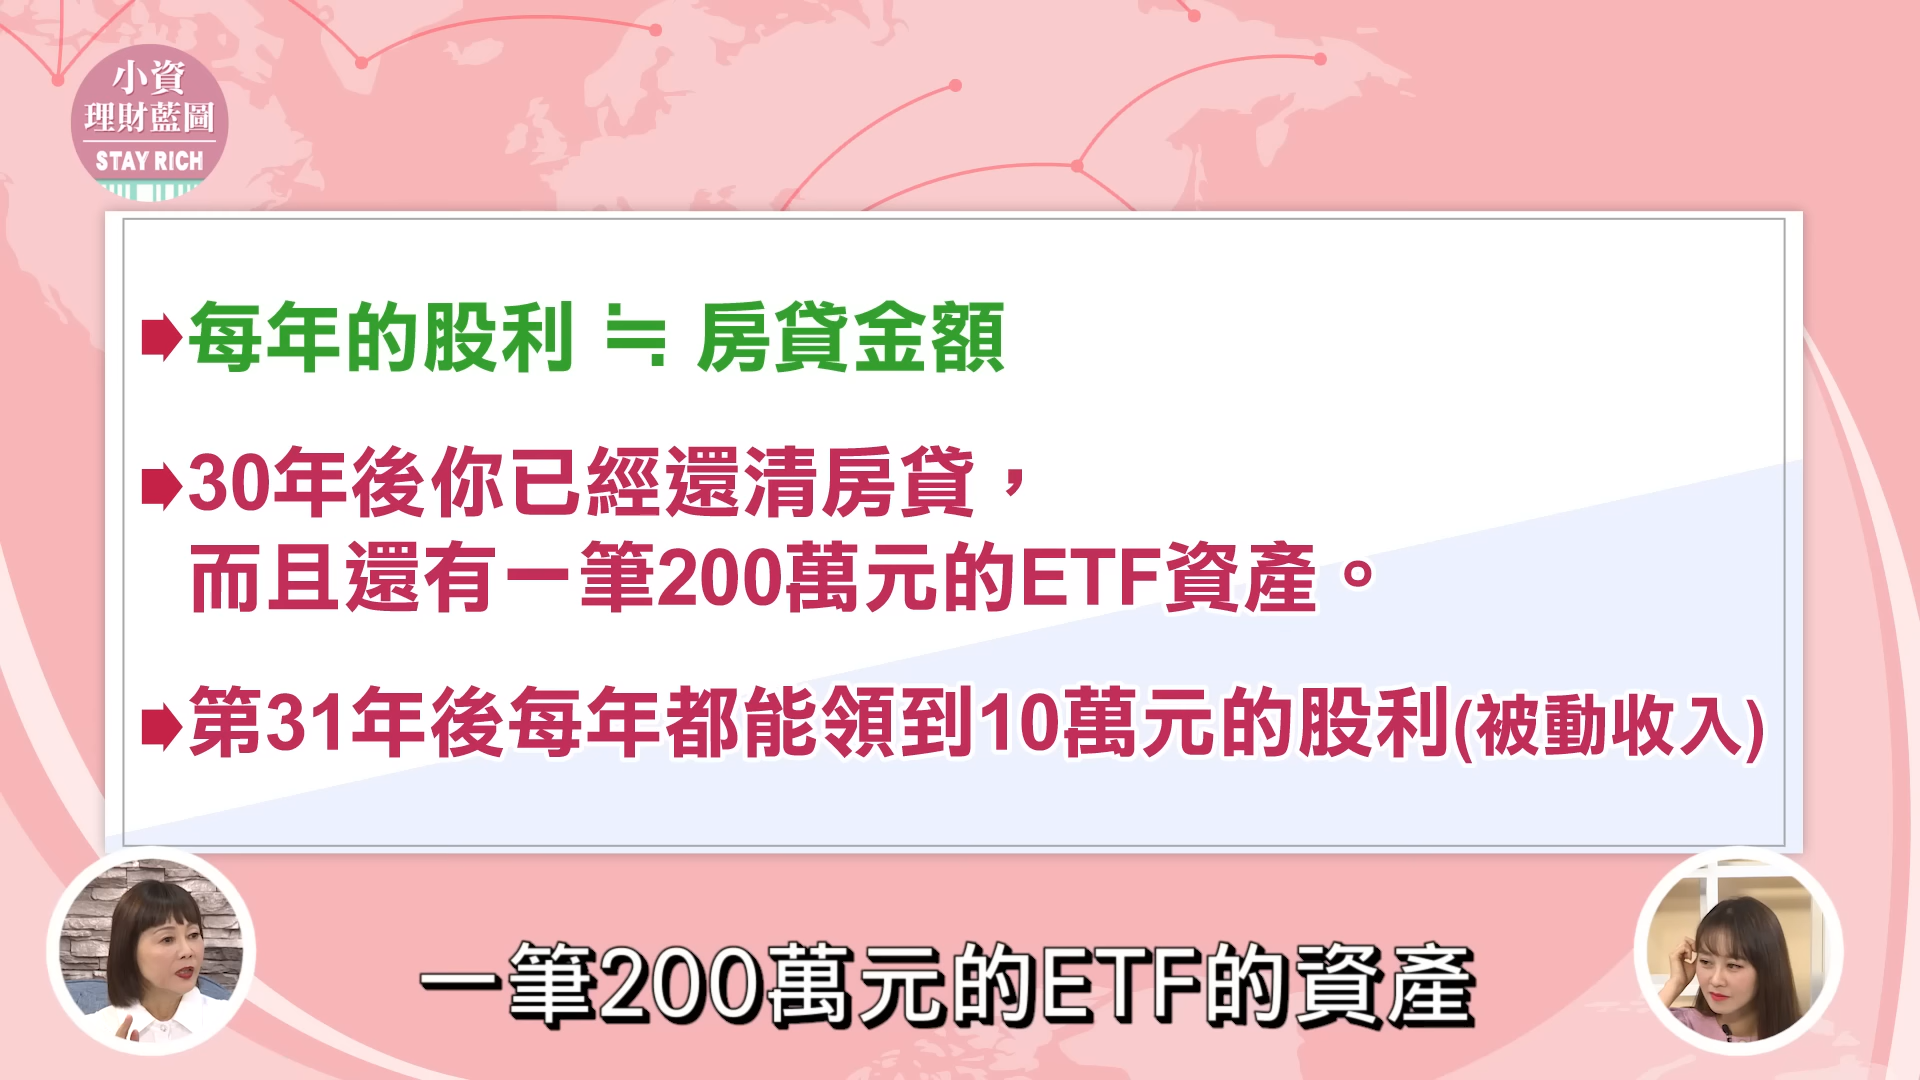 小資
理財藍圖
STAY RICH
每年的股利 ≒ 房貸金額
30年後你已經還清房貸，
而且還有一筆200萬元的ETF資產。
第31年後每年都能領到10萬元的股利(被動收入)
一筆200萬元的ETF的資產